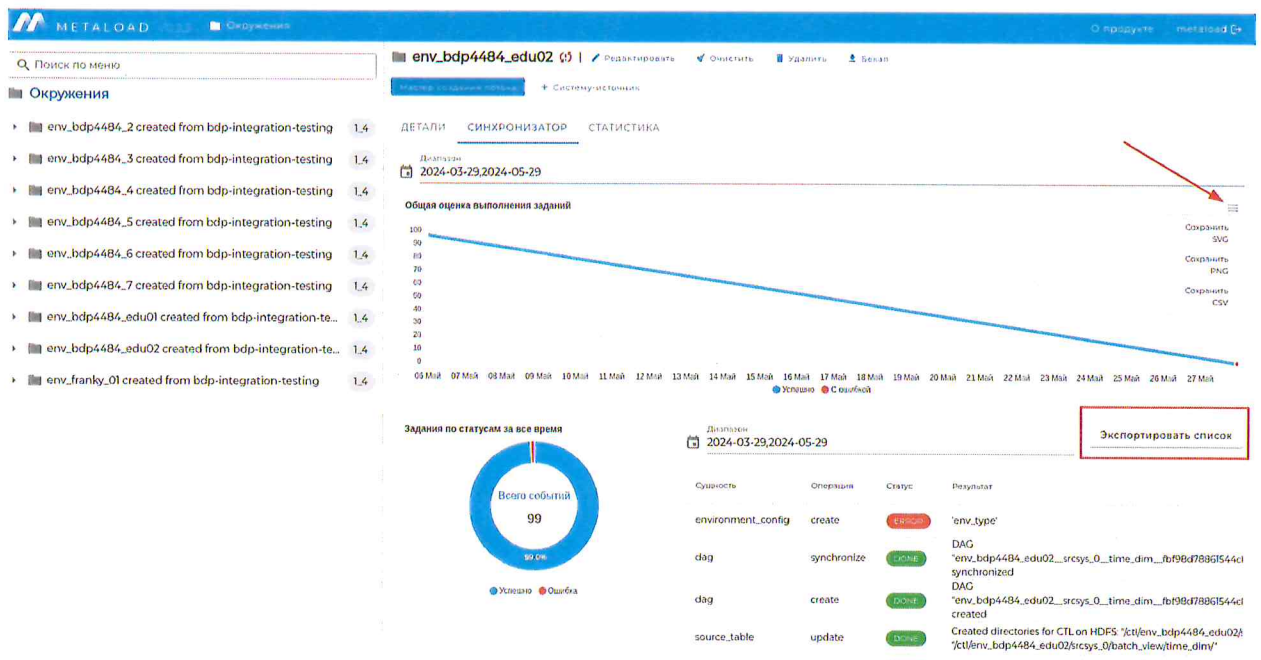 METALOAD
Окружения
О продукте
metaload
Поиск по меню
Окружения
env_bdp4484_2 created from bdp-integration-testing 1_4
env_bdp4484_3 created from bdp-integration-testing 1_4
env_bdp4484_4 created from bdp-integration-testing 1_4
env_bdp4484_5 created from bdp-integration-testing 1_4
env_bdp4484_6 created from bdp-integration-testing 1_4
env_bdp4484_7 created from bdp-integration-testing 1_4
env_bdp4484_edu01 created from bdp-integration-te... 1_4
env_bdp4484_edu02 created from bdp-integration-te... 1_4
env_franky_01 created from bdp-integration-testing 1_4
env_bdp4484_edu02 | Редактировать Очистить Удалить Бекап
Мастер создания потока + Систему-источник
ДЕТАЛИ СИНХРОНИЗАТОР СТАТИСТИКА
Диапазон
2024-03-29,2024-05-29
Общая оценка выполнения заданий
Сохранить
SVG
Сохранить
PNG
Сохранить
CSV
100
90
80
70
60
50
40
30
20
10
0
06 Май 07 Май 08 Май 09 Май 10 Май 11 Май 12 Май 13 Май 14 Май 15 Май 16 Май 17 Май 18 Май 19 Май 20 Май 21 Май 22 Май 23 Май 24 Май 25 Май 26 Май 27 Май
Успешно С ошибкой
Задания по статусам за все время
Всего событий
99
99.0%
Успешно Ошибка
Диапазон
2024-03-29,2024-05-29
Экспортировать список
Сущность Операция Статус Результат
environment_config create ERROR 'env_type'
dag synchronize DONE DAG
"env_bdp4484_edu02__srcsys_0__time_dim__fbf98d78861544cl
synchronized
dag create DONE DAG
"env_bdp4484_edu02__srcsys_0__time_dim__fbf98d78861544cl
created
source_table update DONE Created directories for CTL on HDFS: "/ctl/env_bdp4484_edu02/s
"/ctl/env_bdp4484_edu02/srcsys_0/batch_view/time_dim/"